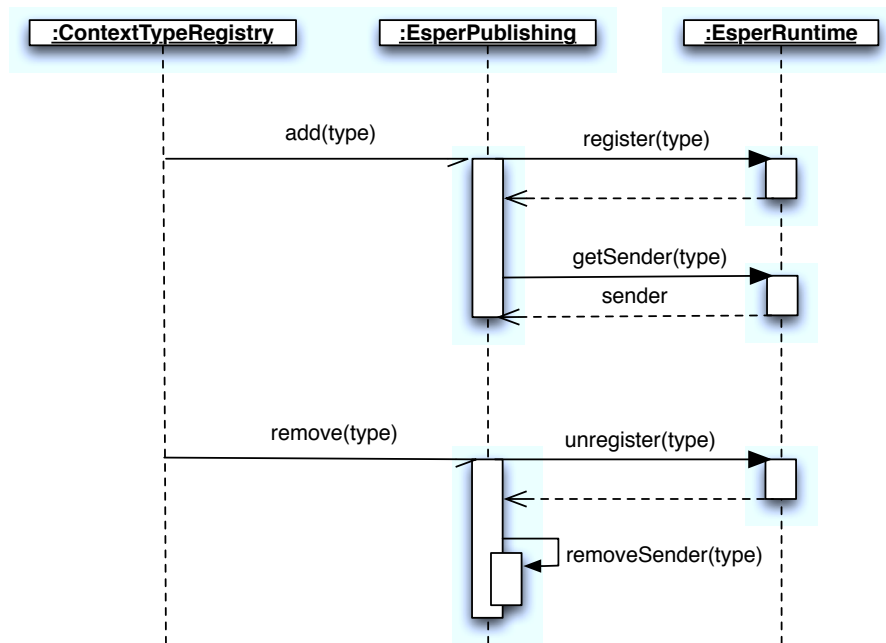 :ContextTypeRegistry
:EsperPublishing
:EsperRuntime
add(type)
register(type)
getSender(type)
sender
remove(type)
unregister(type)
removeSender(type)